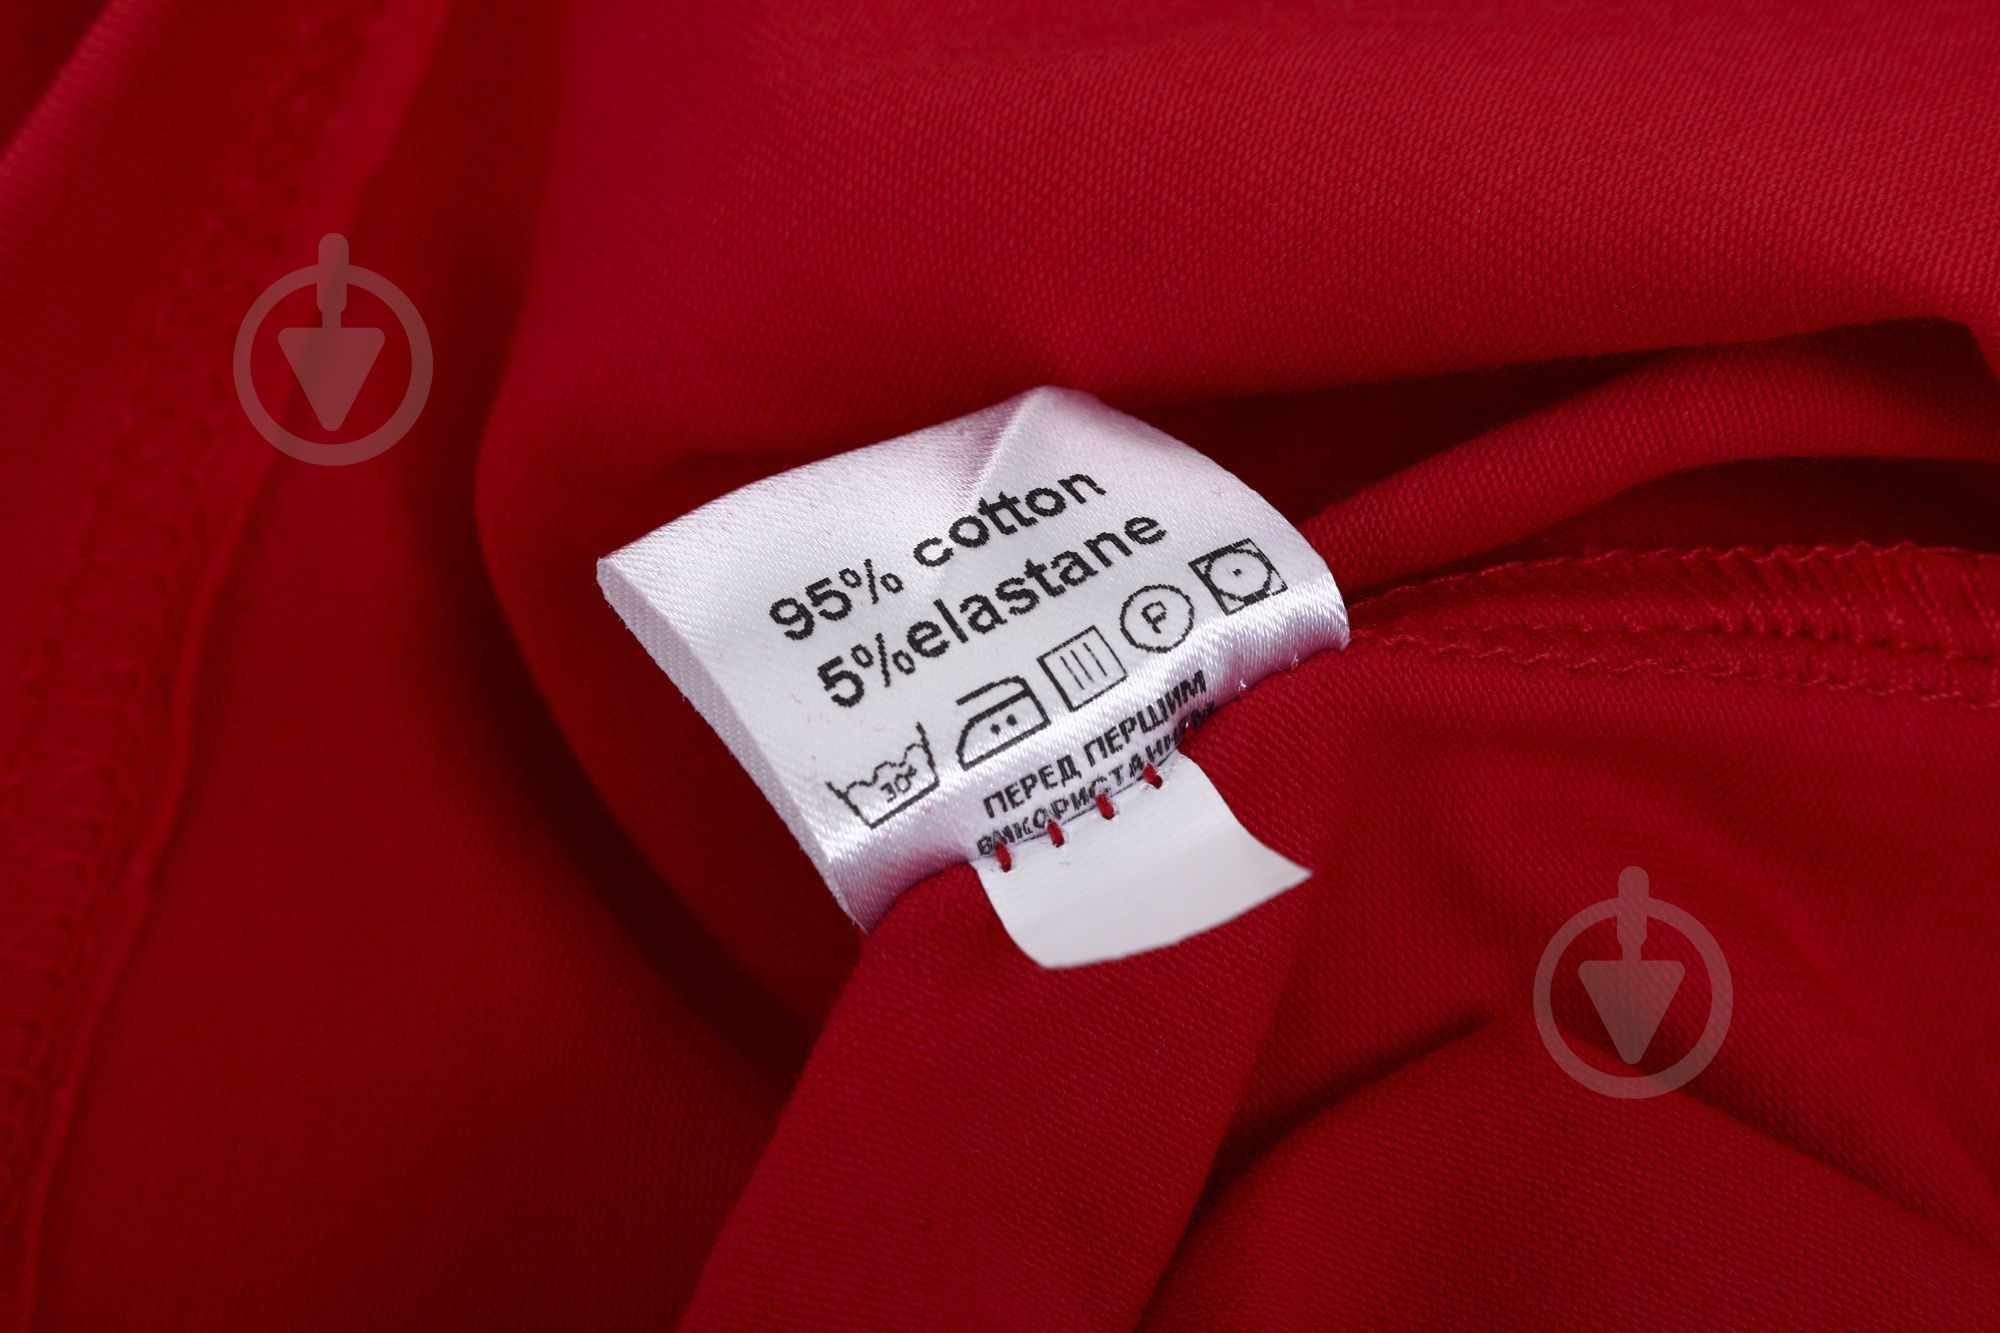 95% cotton
5%elastane
30°
P
ПЕРЕД ПЕРШИМ
ВИКОРИСТАННЯМ